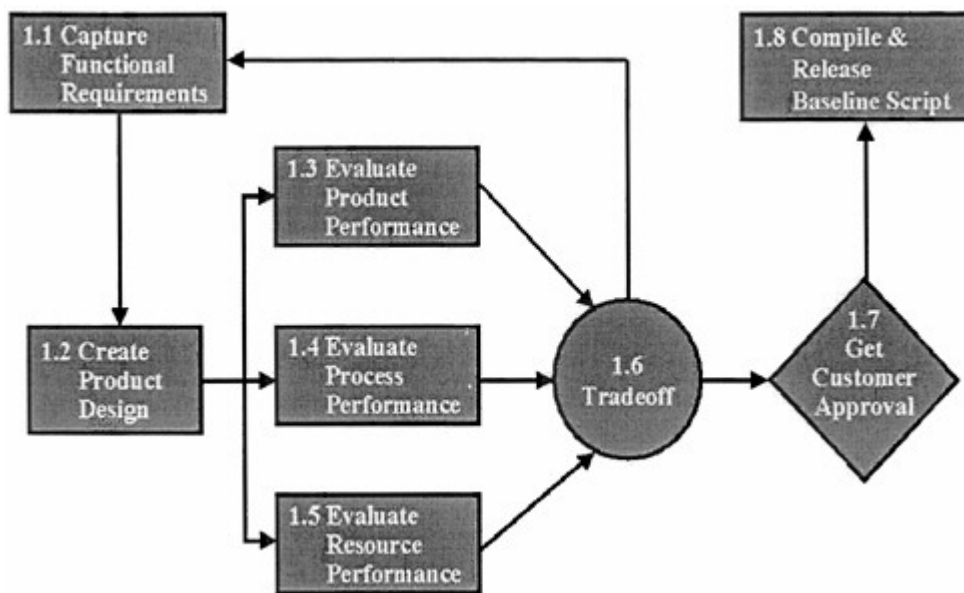 1.1 Capture
Functional
Requirements
1.8 Compile &
Release
Baseline Script
1.3 Evaluate
Product
Performance
1.2 Create
Product
Design
1.4 Evaluate
Process
Performance
1.6
Tradeoff
1.7
Get
Customer
Approval
1.5 Evaluate
Resource
Performance